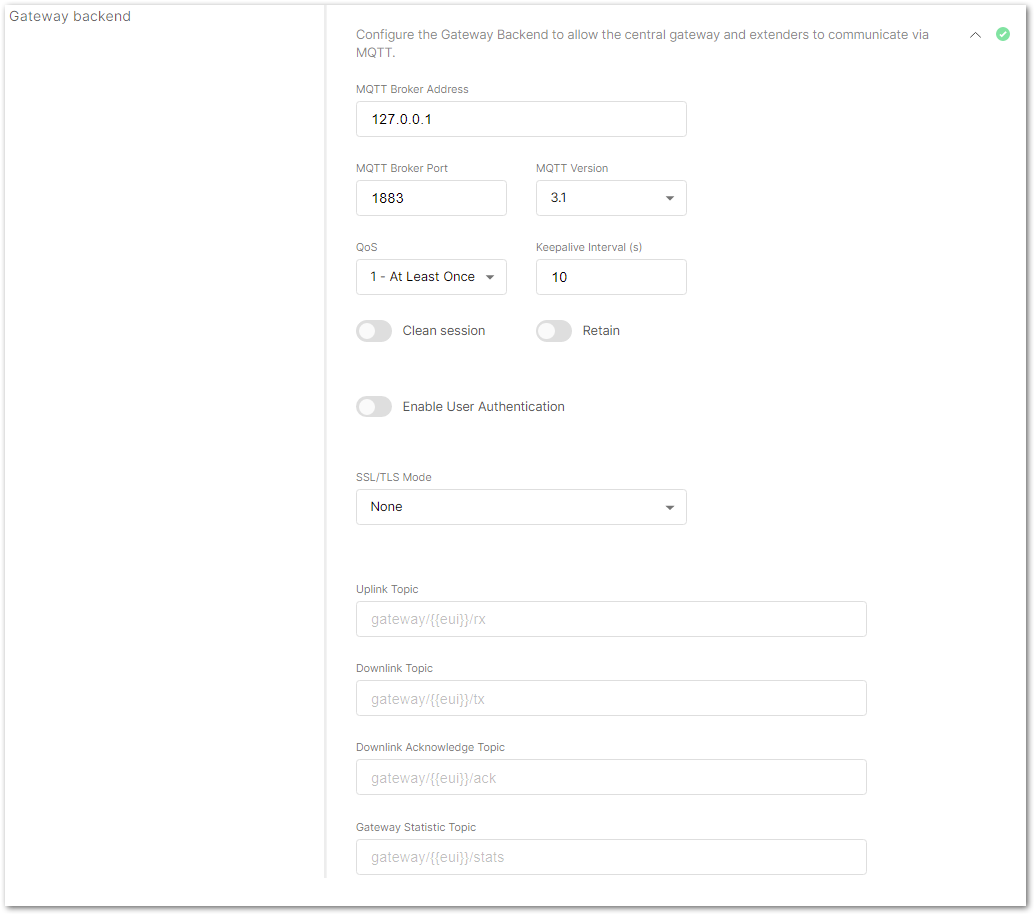 Gateway backend
Configure the Gateway Backend to allow the central gateway and extenders to communicate via
MQTT.
MQTT Broker Address
127.0.0.1
MQTT Broker Port
MQTT Version
1883
3.1
QoS
Keepalive Interval (s)
1 - At Least Once
10
Clean session
Retain
Enable User Authentication
SSL/TLS Mode
None
Uplink Topic
gateway/{{eui}}/rx
Downlink Topic
gateway/{{eui}}/tx
Downlink Acknowledge Topic
gateway/{{eui}}/ack
Gateway Statistic Topic
gateway/{{eui}}/stats